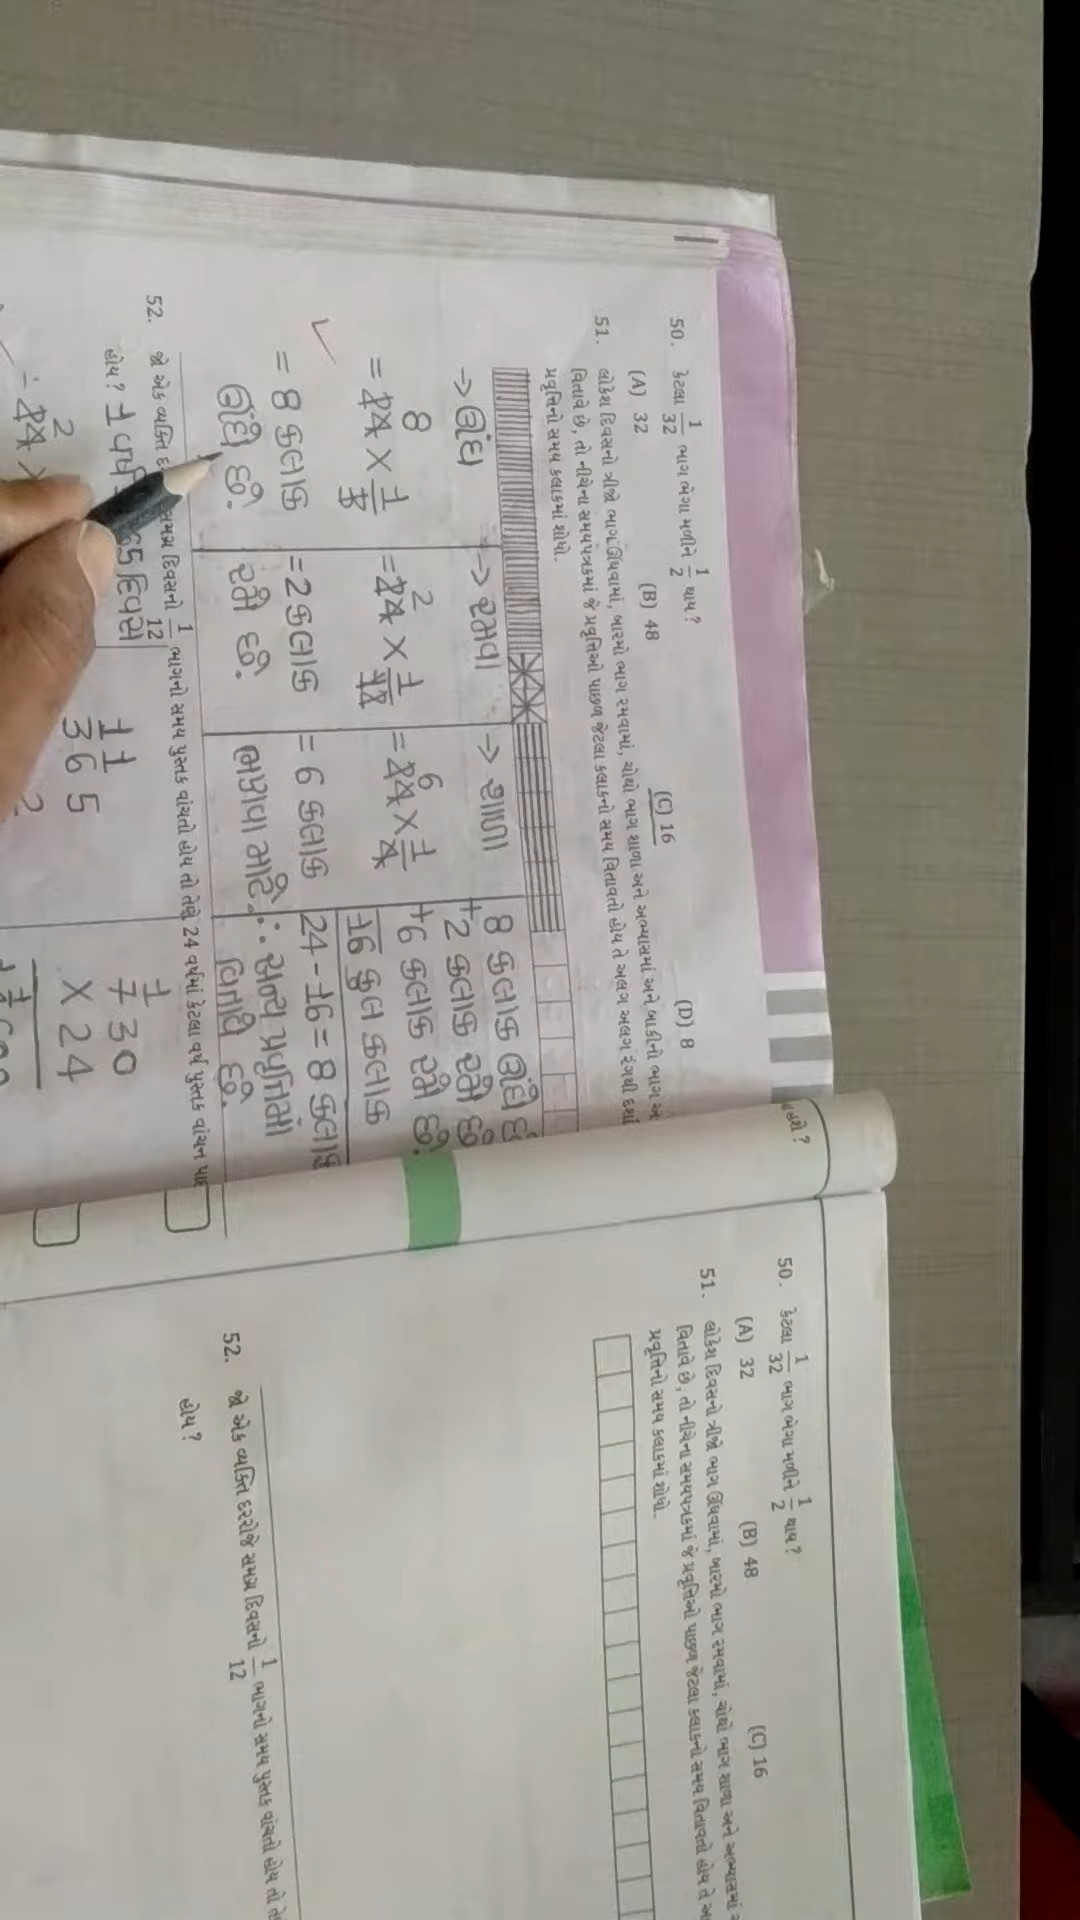 50. કેટલા 1/32 ભાગ ભેગા મળીને 1/2 થાય?
(A) 32 (B) 48 (C) 16 (D) 8
51. લોકેશ દિવસનો ત્રીજો ભાગ ઊંઘવામાં, બારમો ભાગ રમવામાં, ચોથો ભાગ શાળા અને અભ્યાસમાં અને બાકીનો ભાગ અ
વિતાવે છે, તો નીચેના સમયપત્રકમાં જે પ્રવૃત્તિઓ પાછળ જેટલા કલાકનો સમય વિતાવતો હોય તે અલગ અલગ રંગથી દર્શા
પ્રવૃત્તિનો સમય કલાકમાં શોધો.
→ ઊંઘ
8
= 24 × 1/3
= 8 કલાક
ઊંઘે છે.
→ રમવા
2
= 24 × 1/12
= 2 કલાક
રમે છે.
→ શાળા
6
= 24 × 1/4
= 6 કલાક
ભણવા માટે.
8 કલાક ઊંઘે છે
+2 કલાક રમે છે
+6 કલાક રમે છે.
16 કુલ કલાક
24 - 16 = 8 કલાક
∴ અન્ય પ્રવૃત્તિમાં
વિતાવે છે.
52. જો એક વ્યક્તિ સમગ્ર દિવસનો 1/12 ભાગનો સમય પુસ્તક વાંચતો હોય તો તેણે 24 વર્ષમાં કેટલા વર્ષ પુસ્તક વાંચન પાછ
હોય?
1 વર્ષ 65 દિવસ
2
24 ×
1 1
3 6 5
2
1
7 3 0
× 2 4
હશે?
50. કેટલા 1/32 ભાગ ભેગા મળીને 1/2 થાય?
(A) 32 (B) 48 (C) 16
51. લોકેશ દિવસનો ત્રીજો ભાગ ઊંઘવામાં, બારમો ભાગ રમવામાં, ચોથો ભાગ શાળા અને અભ્યાસમાં
વિતાવે છે, તો નીચેના સમયપત્રકમાં જે પ્રવૃત્તિઓ પાછળ જેટલા કલાકનો સમય વિતાવતો હોય તે અ
પ્રવૃત્તિનો સમય કલાકમાં શોધો.
52. જો એક વ્યક્તિ દરરોજે સમગ્ર દિવસનો 1/12 ભાગનો સમય પુસ્તક વાંચતો હોય તો તે
હોય?